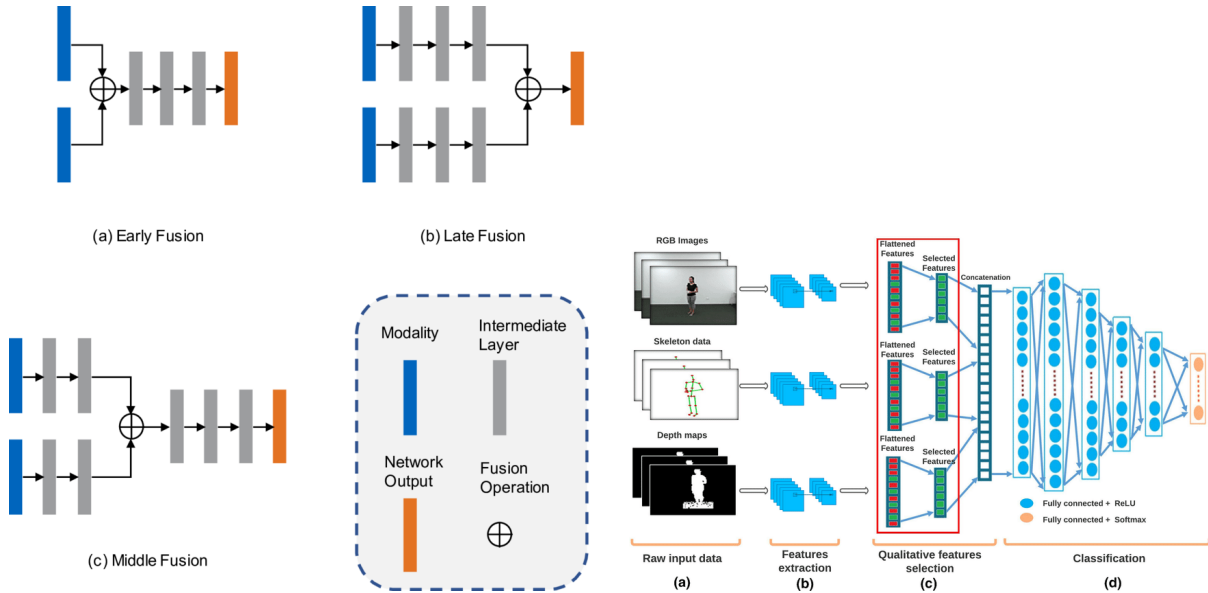 (a) Early Fusion
(b) Late Fusion
(c) Middle Fusion
Modality
Intermediate
Layer
Network
Output
Fusion
Operation
RGB Images
Skeleton data
Depth maps
Flattened
Features
Selected
Features
Concatenation
Flattened Features
Selected Features
Flattened
Features
Selected
Features
Fully connected + ReLU
Fully connected + Softmax
Raw input data
Features
extraction
Qualitative features
selection
Classification
(a)
(b)
(c)
(d)